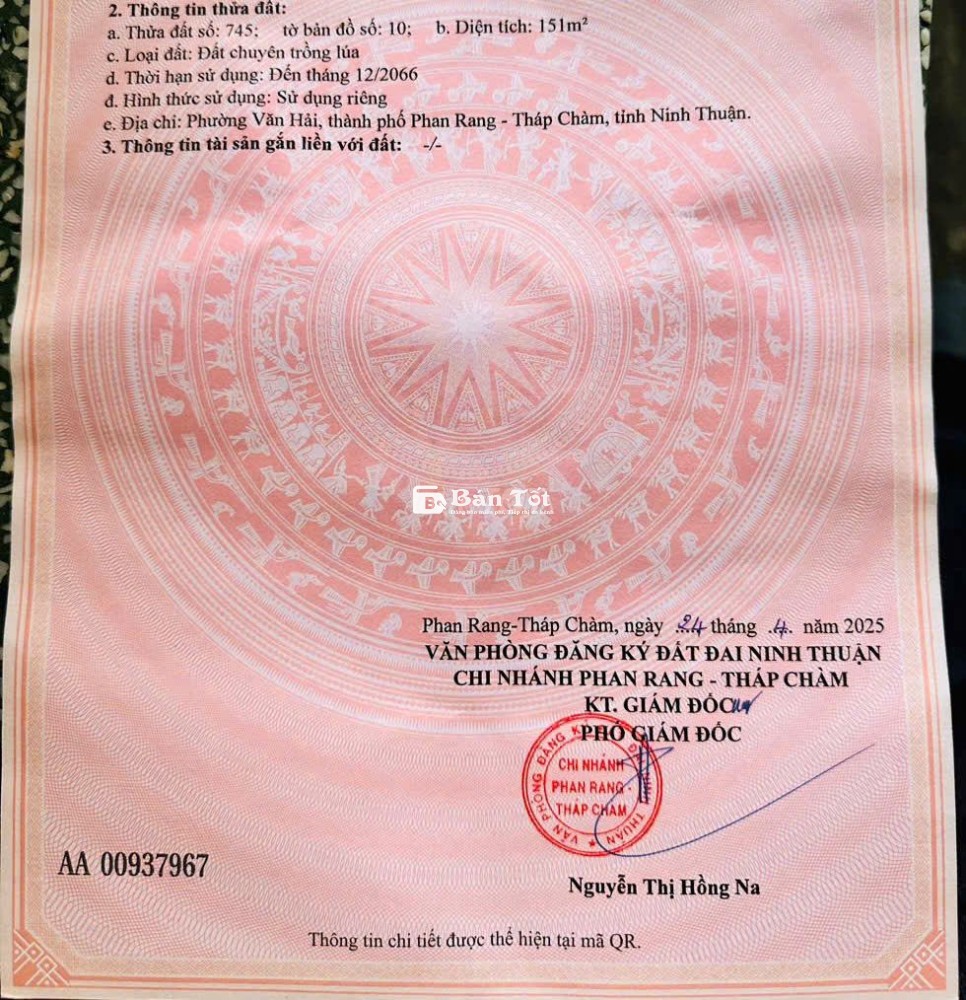 2. Thông tin thửa đất:
a. Thửa đất số: 745; tờ bản đồ số: 10; b. Diện tích: 151m²
c. Loại đất: Đất chuyên trồng lúa
d. Thời hạn sử dụng: Đến tháng 12/2066
đ. Hình thức sử dụng: Sử dụng riêng
e. Địa chỉ: Phường Văn Hải, thành phố Phan Rang - Tháp Chàm, tỉnh Ninh Thuận.
3. Thông tin tài sản gắn liền với đất: -/-
Bán Tốt
Phan Rang-Tháp Chàm, ngày 24 tháng 4 năm 2025
VĂN PHÒNG ĐĂNG KÝ ĐẤT ĐAI NINH THUẬN
CHI NHÁNH PHAN RANG - THÁP CHÀM
KT. GIÁM ĐỐC
PHÓ GIÁM ĐỐC
CHI NHÁNH
PHAN RANG -
THÁP CHÀM
AA 00937967
Nguyễn Thị Hồng Na
Thông tin chi tiết được thể hiện tại mã QR.